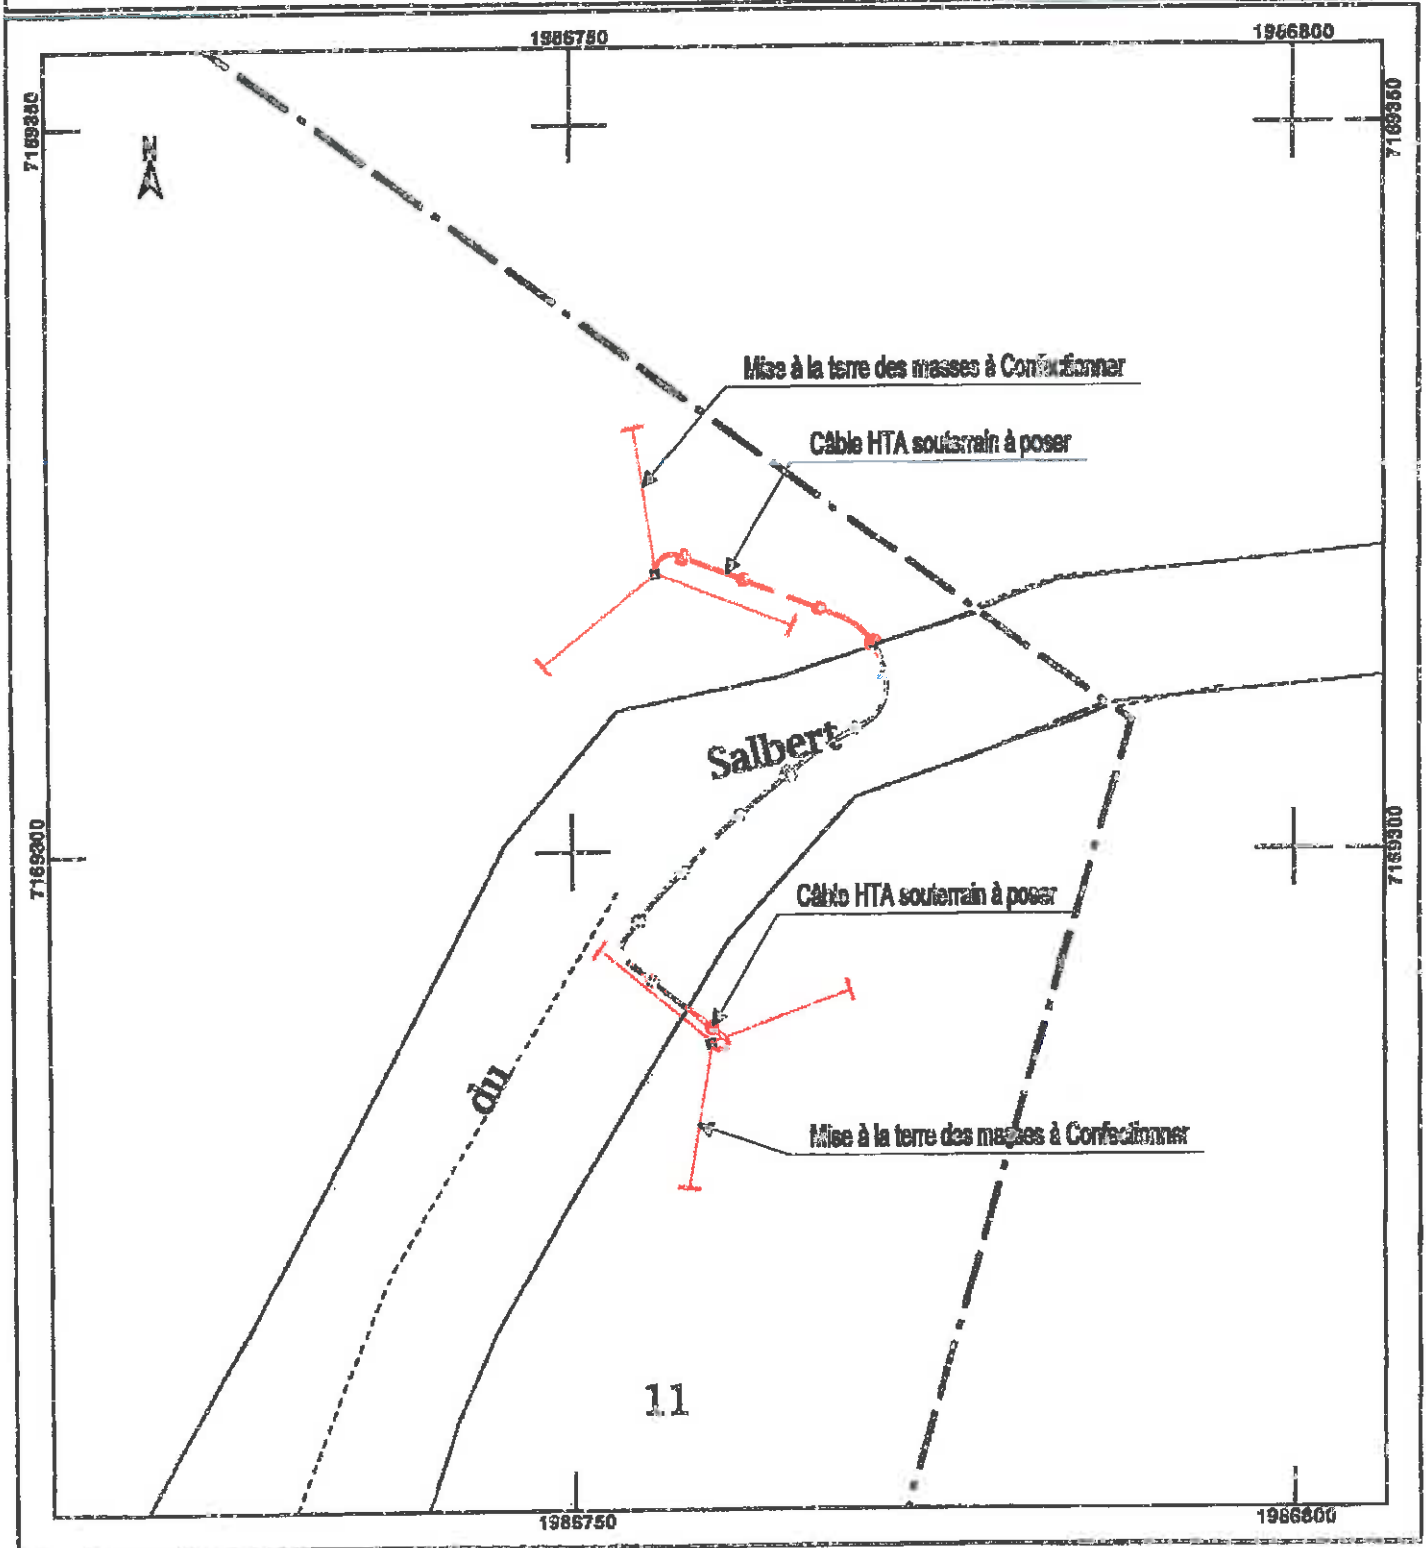 1986750
1986800
7169350
7169350
N
Mise à la terre des masses à Confectionner
Câble HTA souterrain à poser
Salbert
7169300
7169300
Câble HTA souterrain à poser
du
Mise à la terre des masses à Confectionner
11
1986750
1986800